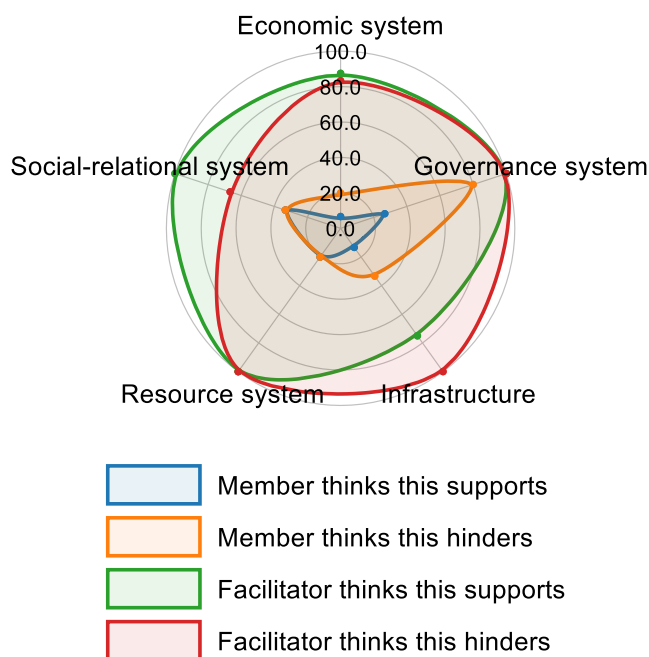 Economic system
100.0
80.0
60.0
40.0
Social-relational system
Governance system
20.0
0.0
Resource system
Infrastructure
Member thinks this supports
Member thinks this hinders
Facilitator thinks this supports
Facilitator thinks this hinders